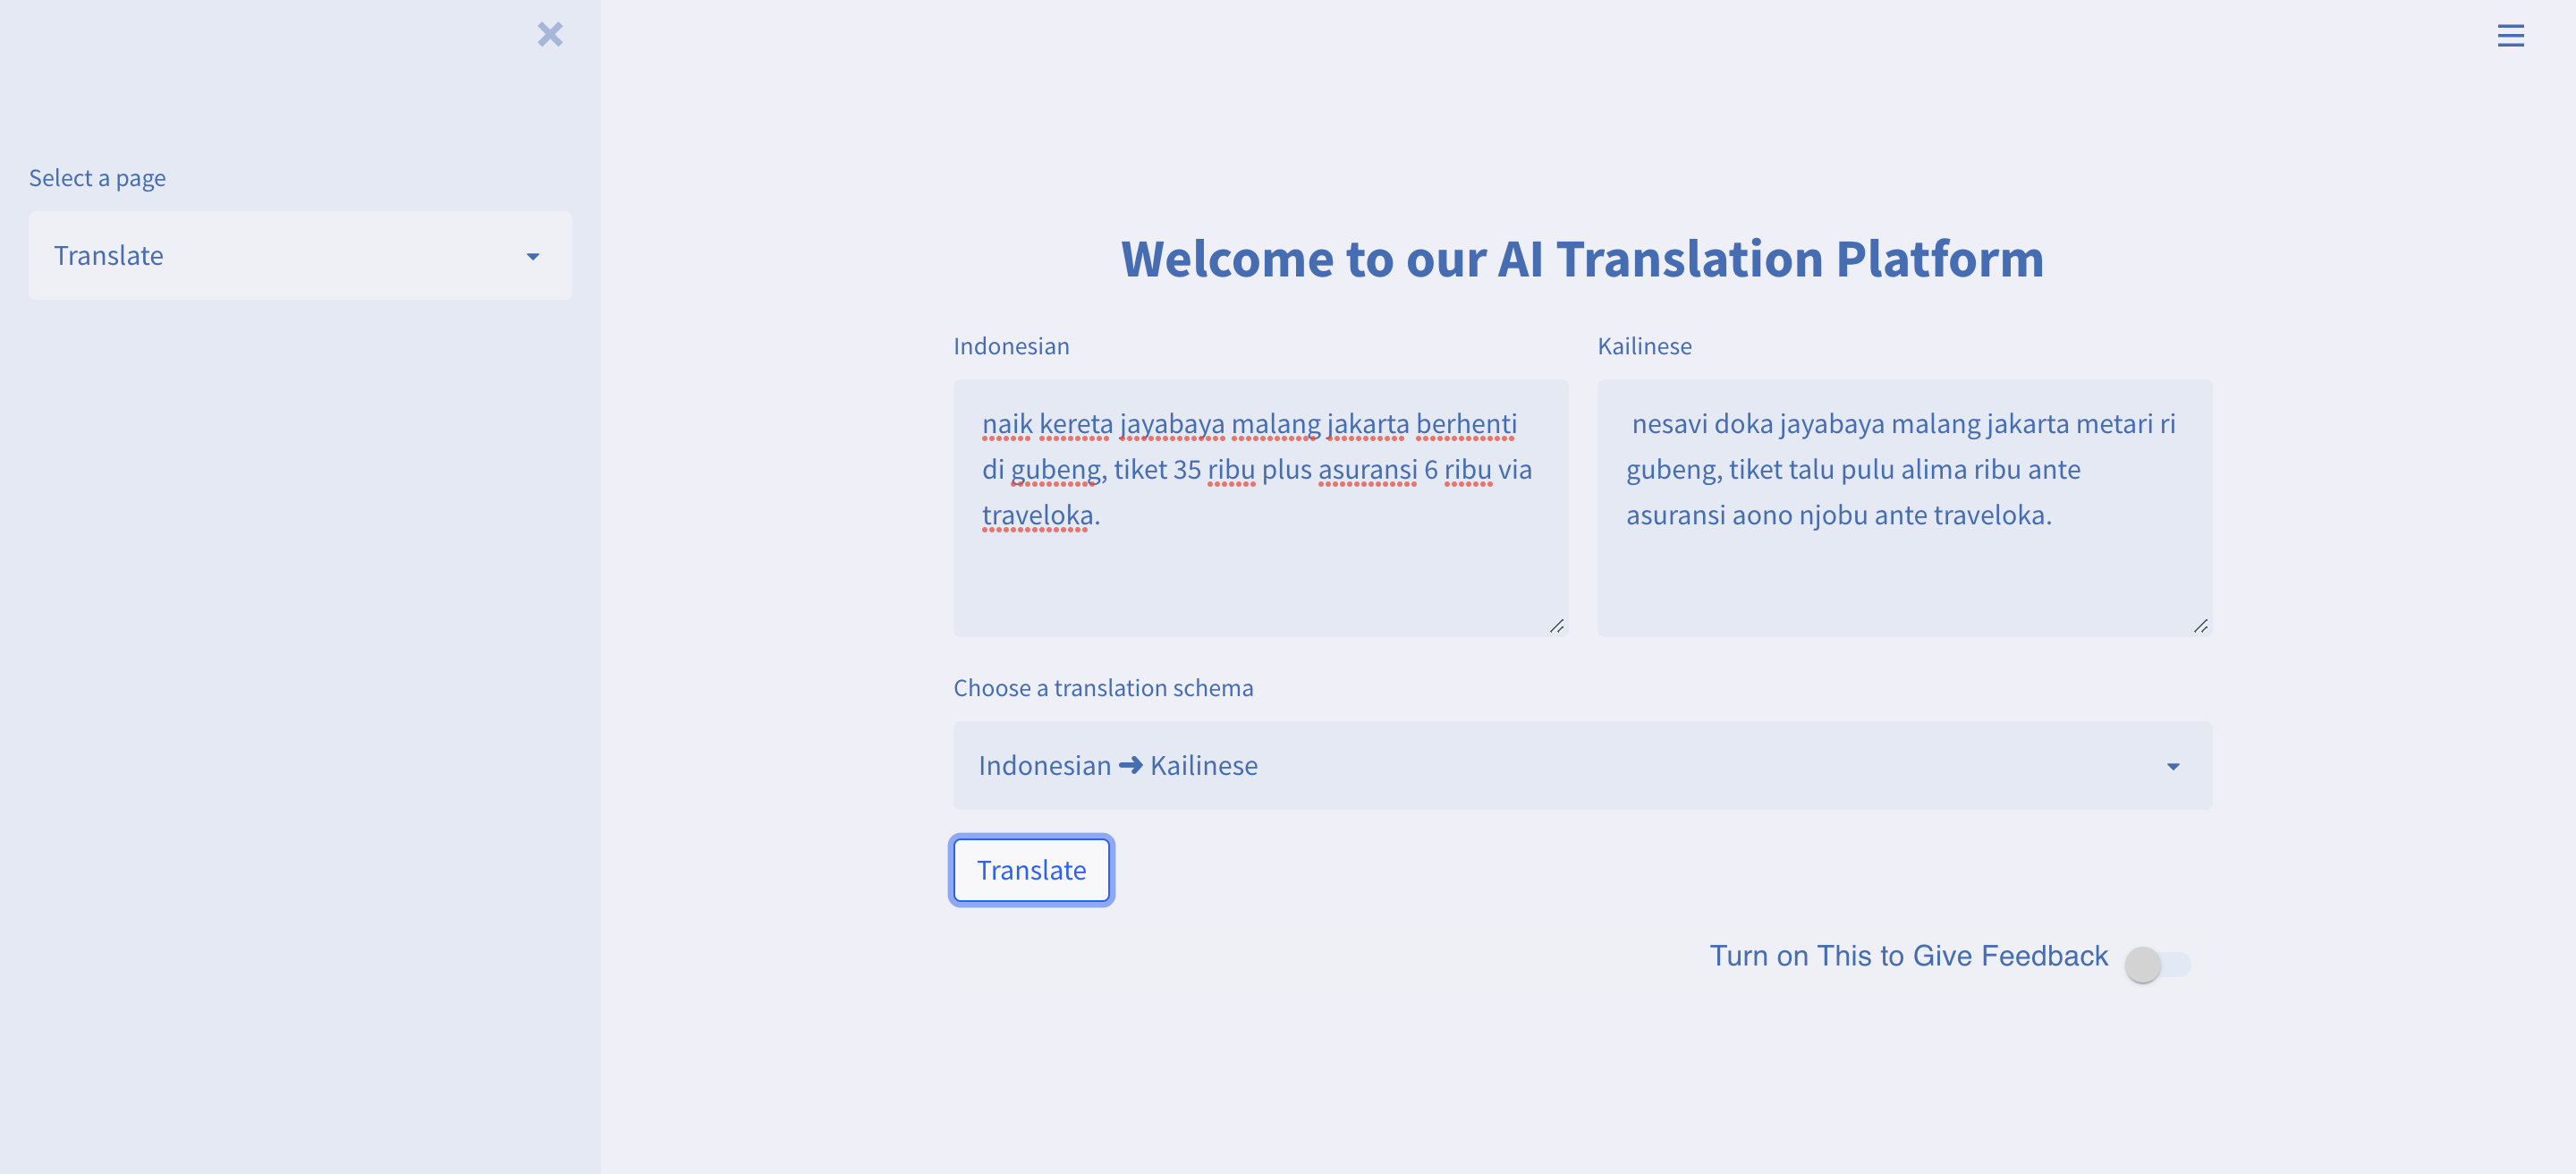 Select a page
Translate
Welcome to our AI Translation Platform
Indonesian
naik kereta jayabaya malang jakarta berhenti
di gubeng, tiket 35 ribu plus asuransi 6 ribu via
traveloka.
Kailinese
nesavi doka jayabaya malang jakarta metari ri
gubeng, tiket talu pulu alima ribu ante
asuransi aono njobu ante traveloka.
Choose a translation schema
Indonesian ➜ Kailinese
Translate
Turn on This to Give Feedback